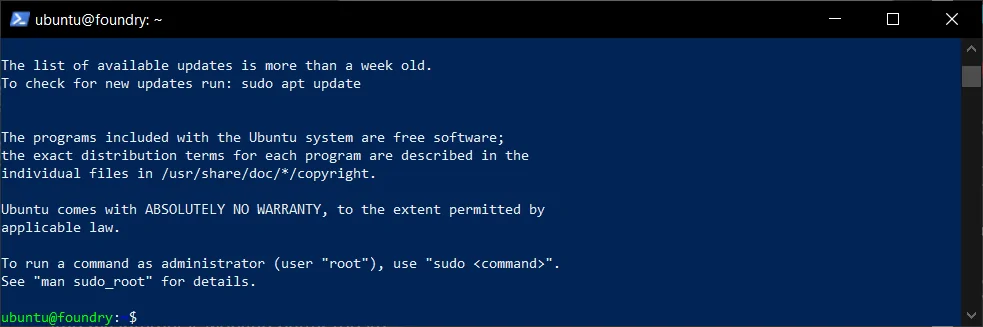 ubuntu@foundry: ~
The list of available updates is more than a week old.
To check for new updates run: sudo apt update
The programs included with the Ubuntu system are free software;
the exact distribution terms for each program are described in the
individual files in /usr/share/doc/*/copyright.
Ubuntu comes with ABSOLUTELY NO WARRANTY, to the extent permitted by
applicable law.
To run a command as administrator (user "root"), use "sudo <command>".
See "man sudo_root" for details.
ubuntu@foundry: $